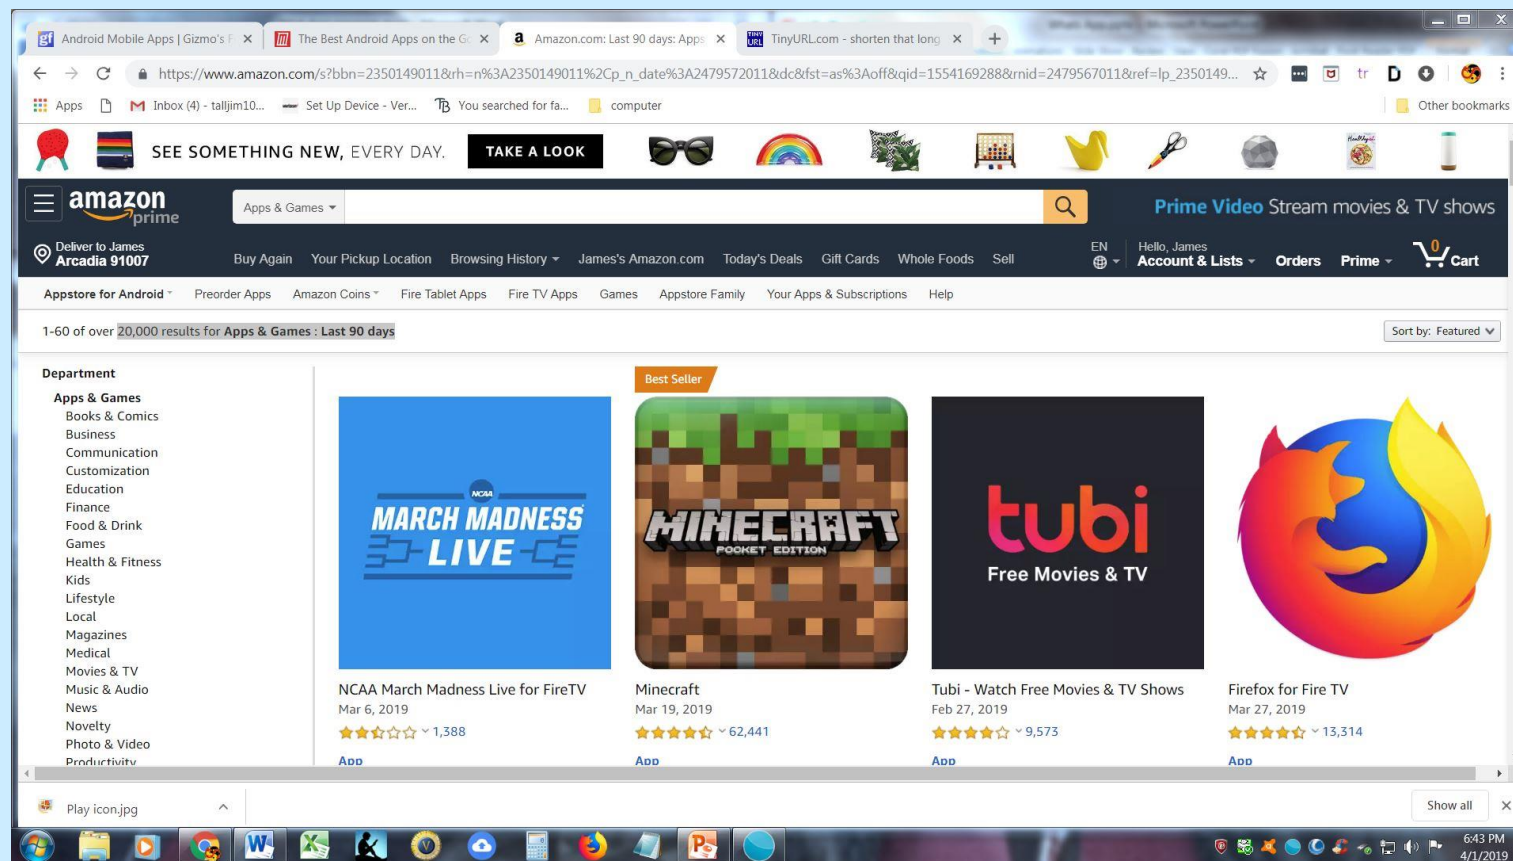 Android Mobile Apps | Gizmo's F
The Best Android Apps on the G
Amazon.com: Last 90 days: Apps
TinyURL.com - shorten that long
https://www.amazon.com/s?bbn=2350149011&rh=n%3A2350149011%2Cp_n_date%3A2479572011&dc&fst=as%3Aoff&qid=1554169288&rnid=2479567011&ref=lp_2350149...
Apps Inbox (4) - talljim10... Set Up Device - Ver... You searched for fa... computer Other bookmarks
SEE SOMETHING NEW, EVERY DAY. TAKE A LOOK
amazon prime Apps & Games Prime Video Stream movies & TV shows
Deliver to James
Arcadia 91007
Buy Again Your Pickup Location Browsing History James's Amazon.com Today's Deals Gift Cards Whole Foods Sell
EN
Hello, James
Account & Lists Orders Prime 0 Cart
Appstore for Android Preorder Apps Amazon Coins Fire Tablet Apps Fire TV Apps Games Appstore Family Your Apps & Subscriptions Help
1-60 of over 20,000 results for Apps & Games : Last 90 days
Sort by: Featured
Department
Apps & Games
Books & Comics
Business
Communication
Customization
Education
Finance
Food & Drink
Games
Health & Fitness
Kids
Lifestyle
Local
Magazines
Medical
Movies & TV
Music & Audio
News
Novelty
Photo & Video
Productivity
NCAA
MARCH MADNESS
LIVE
NCAA March Madness Live for FireTV
Mar 6, 2019
1,388
App
Best Seller
MINECRAFT
POCKET EDITION
Minecraft
Mar 19, 2019
62,441
App
tubi
Free Movies & TV
Tubi - Watch Free Movies & TV Shows
Feb 27, 2019
9,573
App
Firefox for Fire TV
Mar 27, 2019
13,314
App
Play icon.jpg
Show all
6:43 PM
4/1/2019